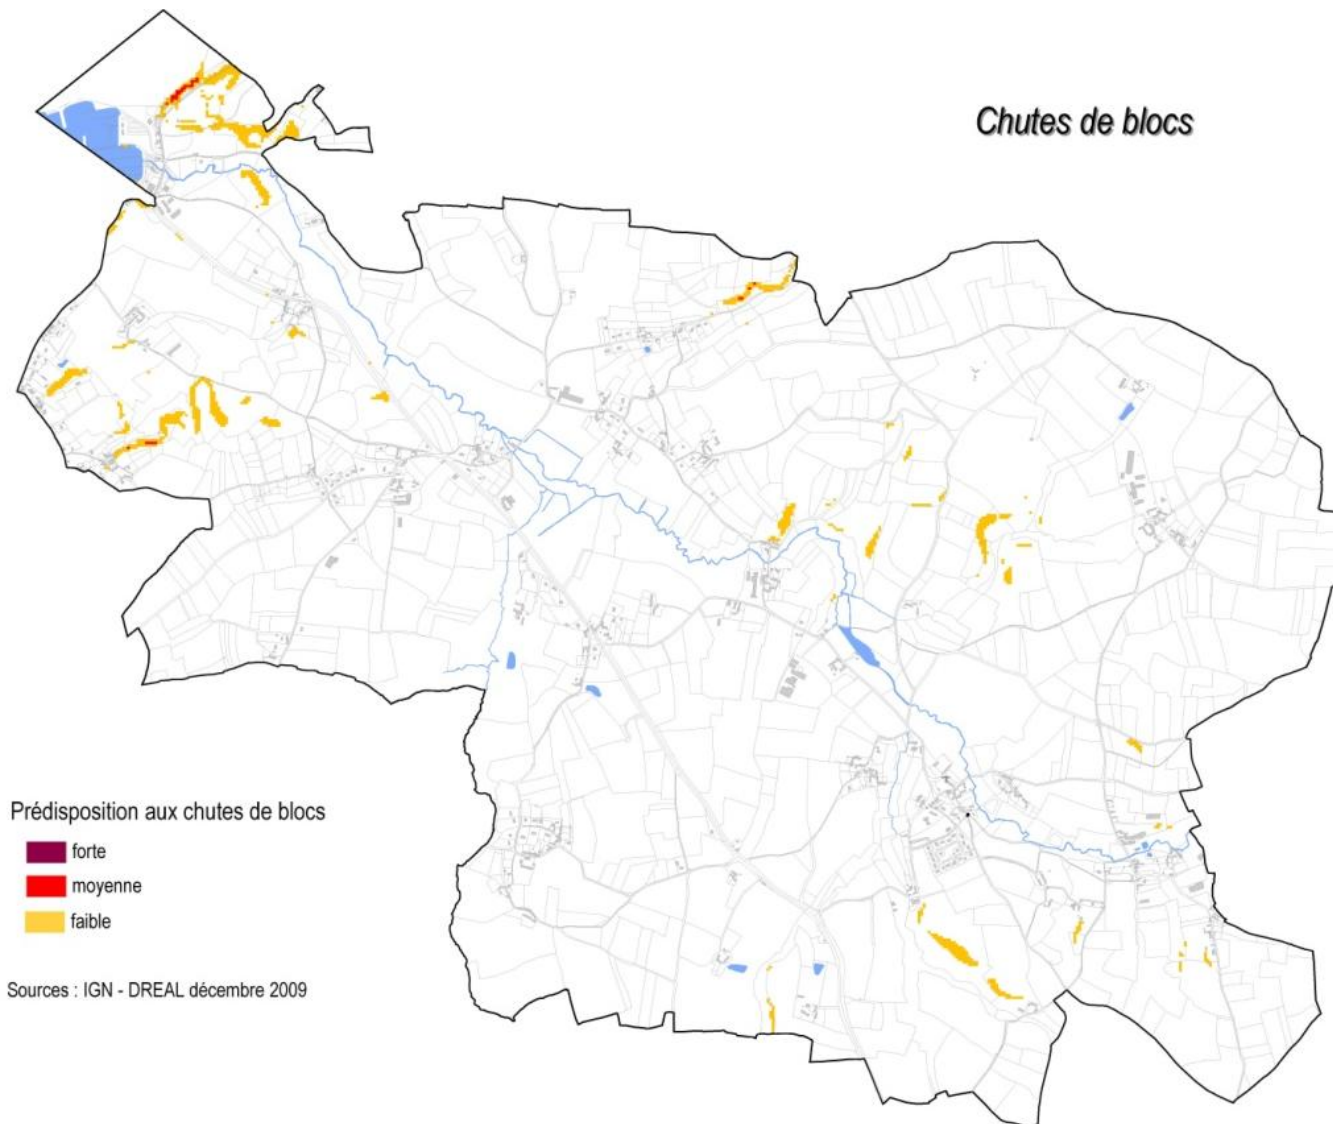 Chutes de blocs
Prédisposition aux chutes de blocs
forte
moyenne
faible
Sources : IGN - DREAL décembre 2009